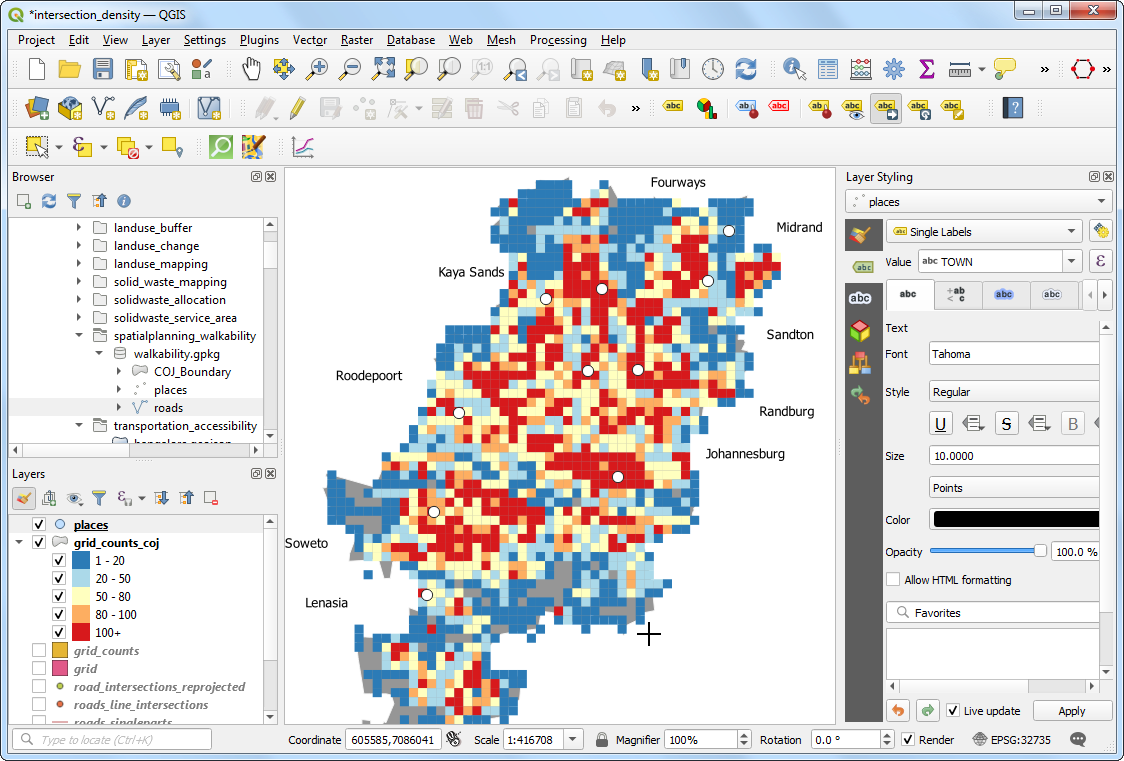 *intersection_density — QGIS
Project Edit View Layer Settings Plugins Vector Raster Database Web Mesh Processing Help
Browser
landuse_buffer
landuse_change
landuse_mapping
solid_waste_mapping
solidwaste_allocation
solidwaste_service_area
spatialplanning_walkability
walkability.gpkg
COJ_Boundary
places
roads
transportation_accessibility
Layers
places
grid_counts_coj
1 - 20
20 - 50
50 - 80
80 - 100
100+
grid_counts
grid
road_intersections_reprojected
roads_line_intersections
roads_singleparts
Fourways
Midrand
Kaya Sands
Sandton
Roodepoort
Randburg
Johannesburg
Soweto
Lenasia
Layer Styling
places
Single Labels
Value abc TOWN
abc +ab < c abc abc
Text
Font Tahoma
Style Regular
U S B
Size 10.0000
Points
Color
Opacity 100.0 %
Allow HTML formatting
Favorites
Live update Apply
Type to locate (Ctrl+K) Coordinate 605585,7086041 Scale 1:416708 Magnifier 100% Rotation 0.0 ° Render EPSG:32735